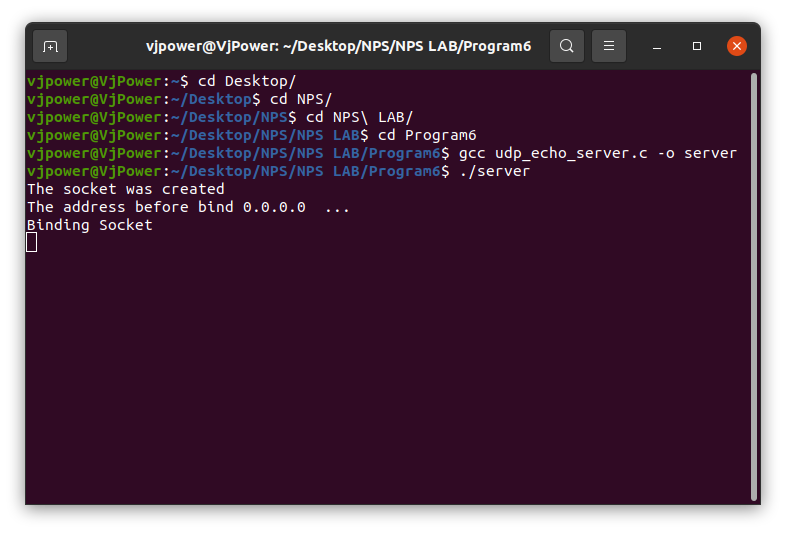 vjpower@VjPower: ~/Desktop/NPS/NPS LAB/Program6
vjpower@VjPower:~$ cd Desktop/
vjpower@VjPower:~/Desktop$ cd NPS/
vjpower@VjPower:~/Desktop/NPS$ cd NPS\ LAB/
vjpower@VjPower:~/Desktop/NPS/NPS LAB$ cd Program6
vjpower@VjPower:~/Desktop/NPS/NPS LAB/Program6$ gcc udp_echo_server.c -o server
vjpower@VjPower:~/Desktop/NPS/NPS LAB/Program6$ ./server
The socket was created
The address before bind 0.0.0.0  ...
Binding Socket